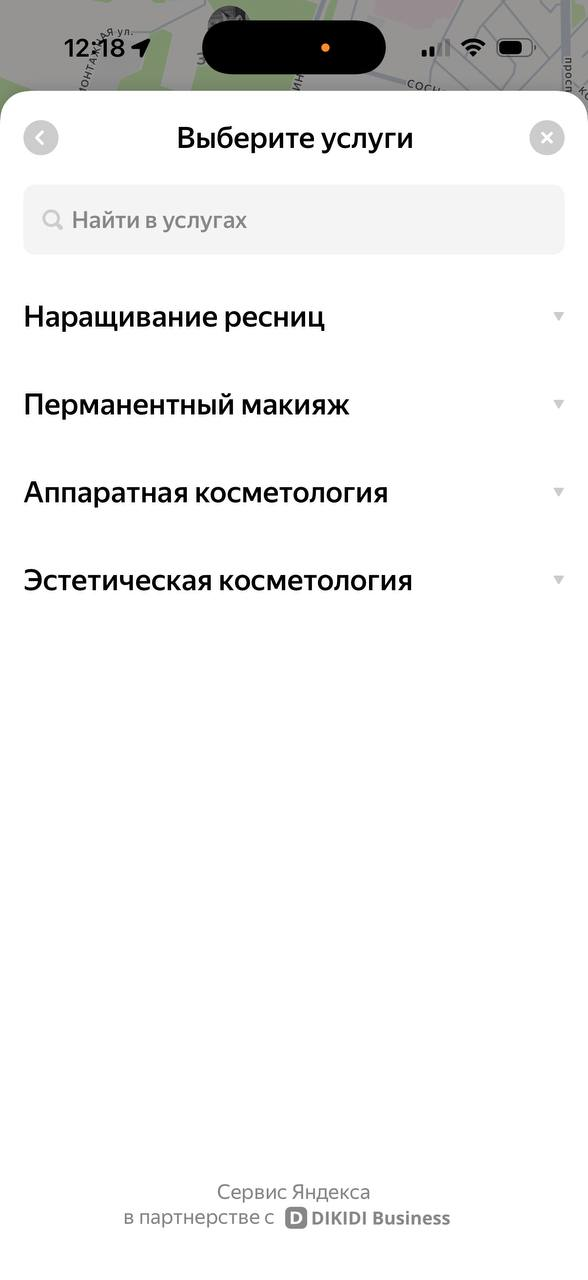 12:18
Выберите услуги
Найти в услугах
Наращивание ресниц
Перманентный макияж
Аппаратная косметология
Эстетическая косметология
Сервис Яндекса
в партнерстве с DIKIDI Business